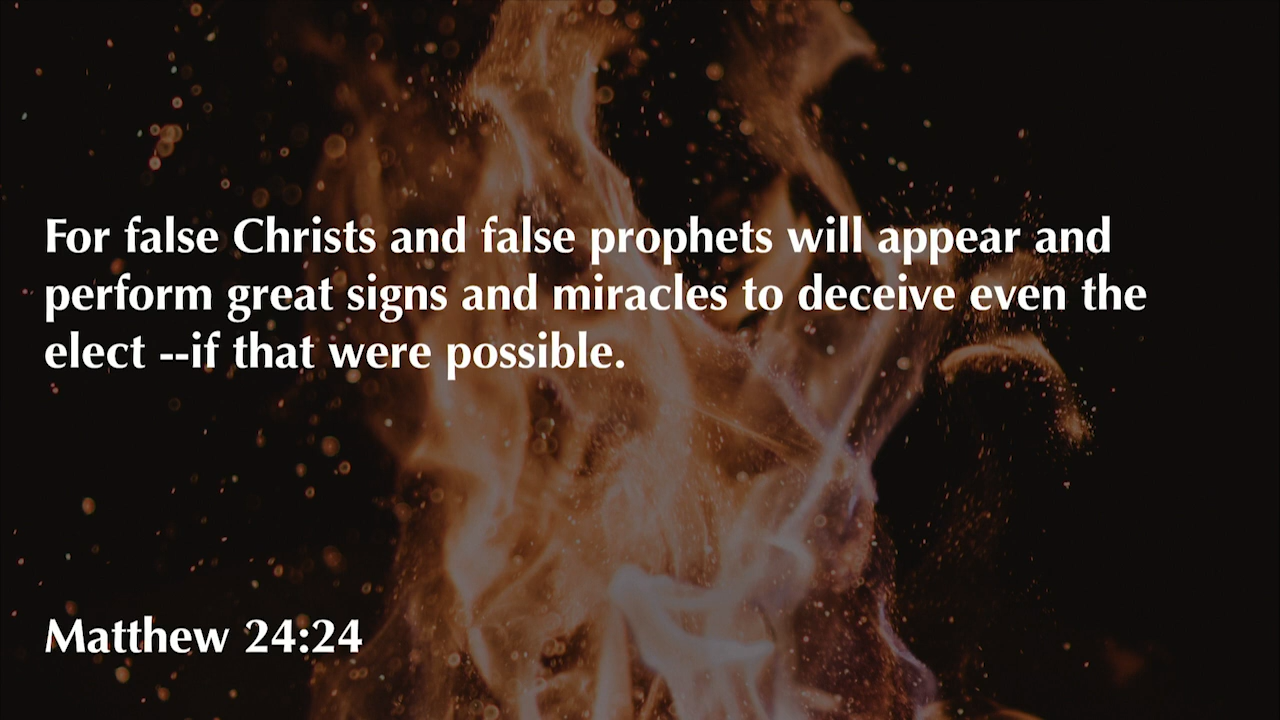 For false Christs and false prophets will appear and
perform great signs and miracles to deceive even the
elect --if that were possible.
Matthew 24:24